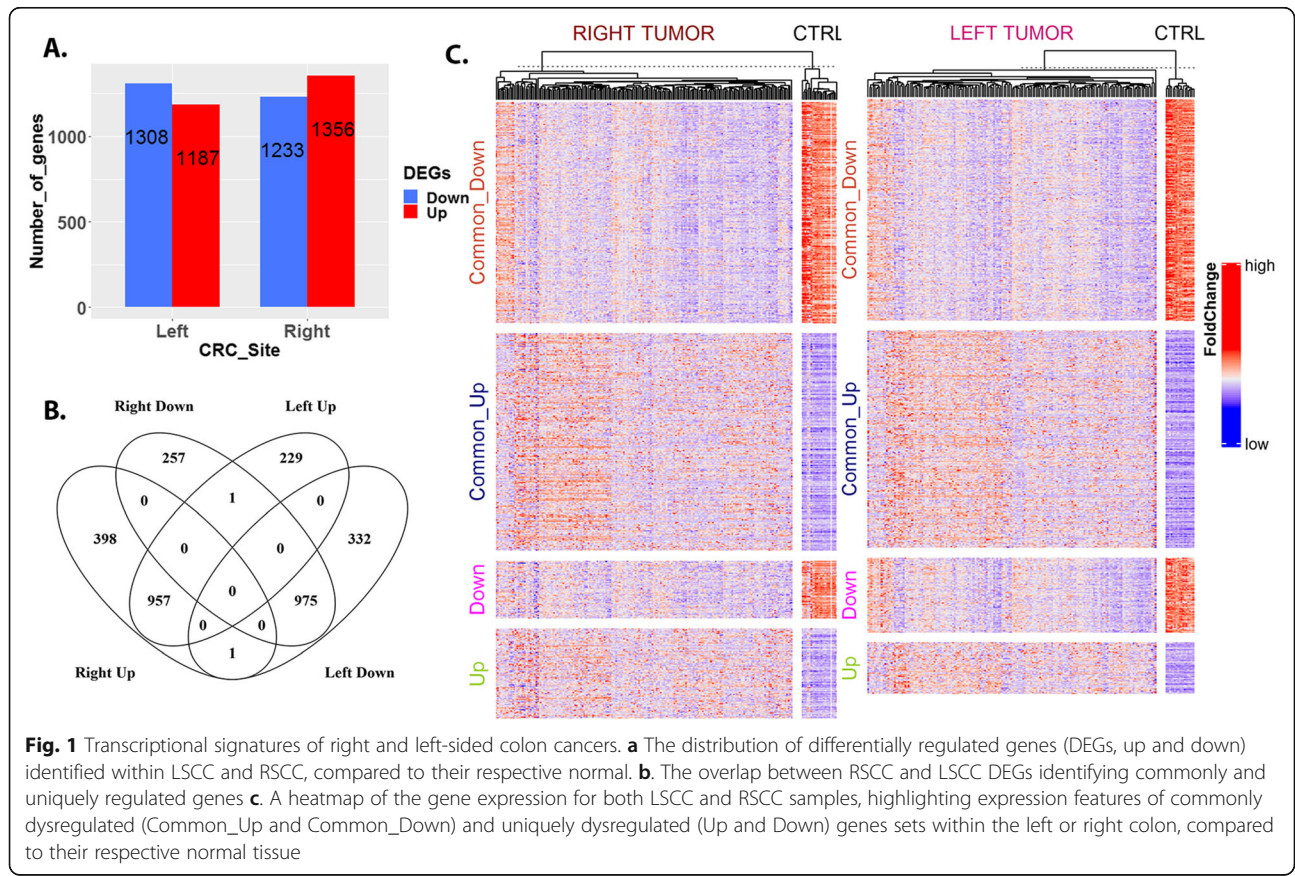 A.
1000
500
0
Number_of_genes
1308
1187
1233
1356
Left
Right
CRC_Site
DEGs
Down
Up
B.
Right Down
Left Up
257
229
0
1
0
398
0
0
332
957
0
975
0
0
1
Right Up
Left Down
C.
RIGHT TUMOR
CTRL
LEFT TUMOR
CTRL
Common_Down
Common_Up
Down
Up
Common_Down
Common_Up
Down
Up
FoldChange
high
low
Fig. 1 Transcriptional signatures of right and left-sided colon cancers. a The distribution of differentially regulated genes (DEGs, up and down)
identified within LSCC and RSCC, compared to their respective normal. b. The overlap between RSCC and LSCC DEGs identifying commonly and
uniquely regulated genes c. A heatmap of the gene expression for both LSCC and RSCC samples, highlighting expression features of commonly
dysregulated (Common_Up and Common_Down) and uniquely dysregulated (Up and Down) genes sets within the left or right colon, compared
to their respective normal tissue